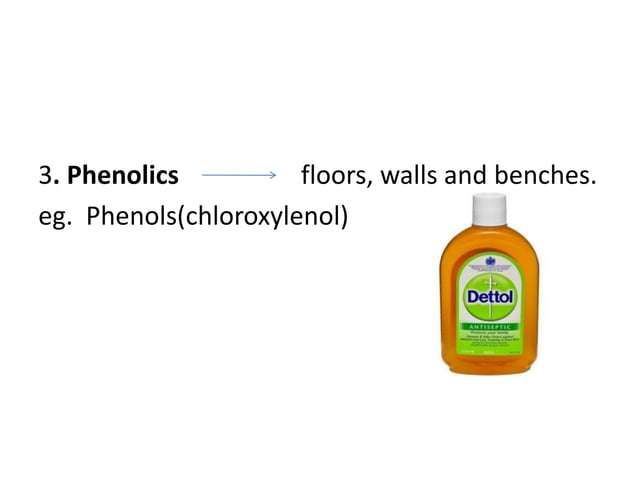 3. Phenolics floors, walls and benches.
eg. Phenols(chloroxylenol)
Dettol
ANTISEPTIC